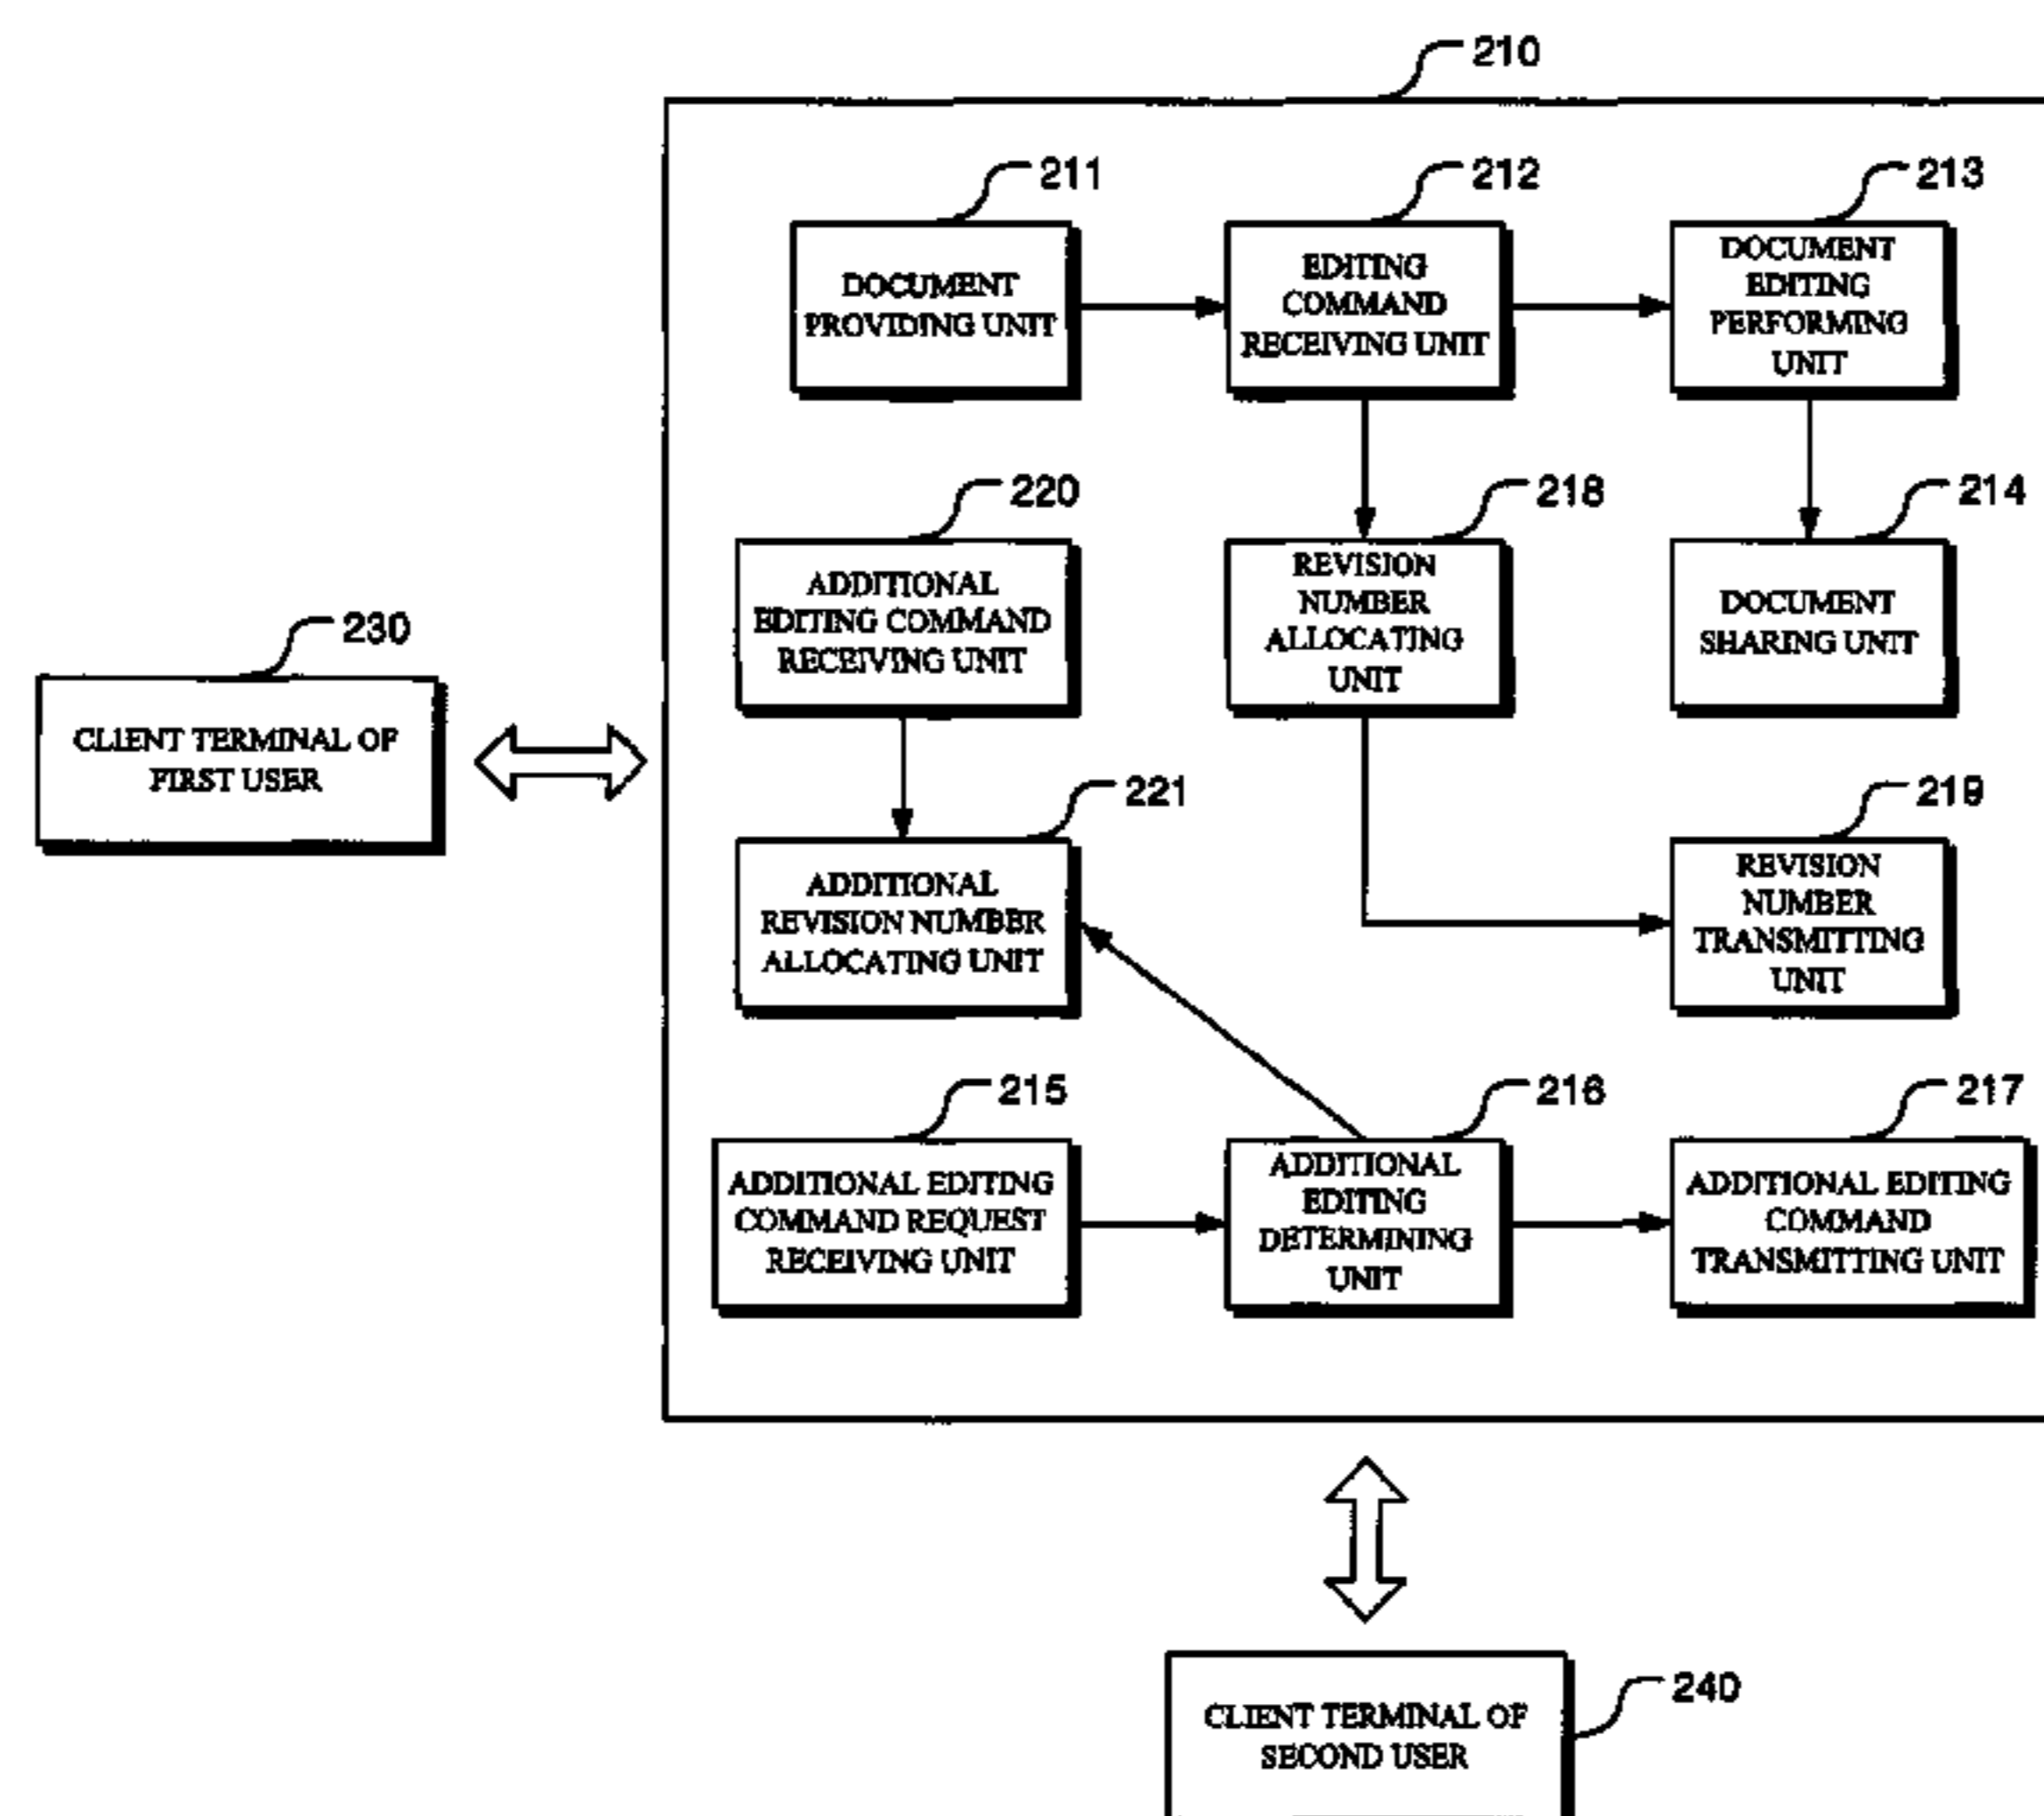 210
211
212
213
DOCUMENT
PROVIDING UNIT
EDITING
COMMAND
RECEIVING UNIT
DOCUMENT
EDITING
PERFORMING
UNIT
220
218
214
ADDITIONAL
EDITING COMMAND
RECEIVING UNIT
REVISION
NUMBER
ALLOCATING
UNIT
DOCUMENT
SHARING UNIT
230
CLIENT TERMINAL OF
FIRST USER
221
219
ADDITIONAL
REVISION NUMBER
ALLOCATING UNIT
REVISION
NUMBER
TRANSMITTING
UNIT
215
216
217
ADDITIONAL EDITING
COMMAND REQUEST
RECEIVING UNIT
ADDITIONAL
EDITING
DETERMINING
UNIT
ADDITIONAL EDITING
COMMAND
TRANSMITTING UNIT
240
CLIENT TERMINAL OF
SECOND USER